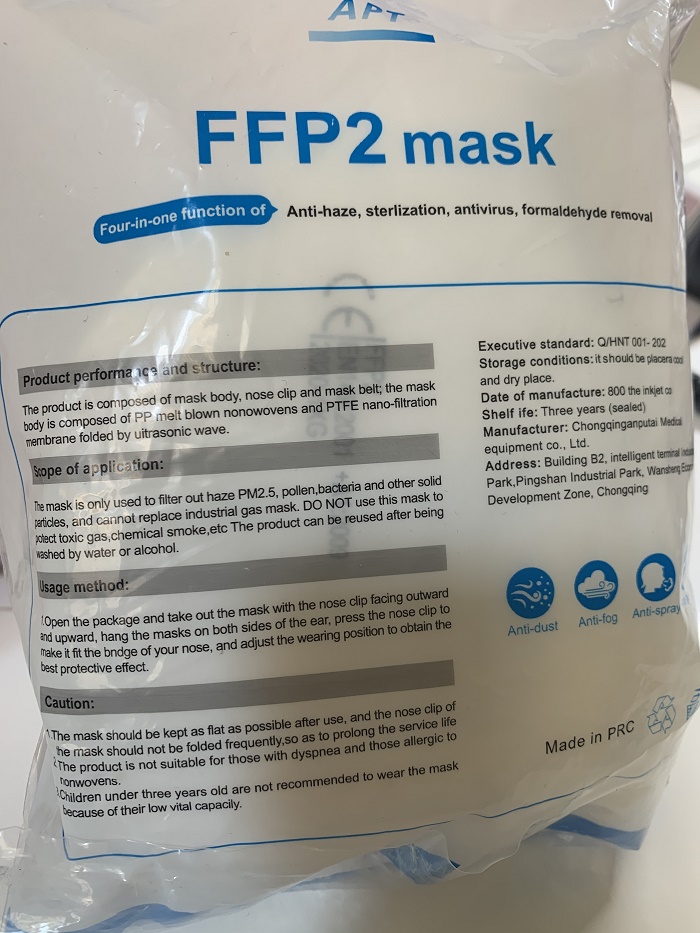 APT
FFP2 mask
Four-in-one function of Anti-haze, sterlization, antivirus, formaldehyde removal
Product performance and structure:
The product is composed of mask body, nose clip and mask belt; the mask
body is composed of PP melt blown nonowovens and PTFE nano-filtration
membrane folded by uitrasonic wave.
Scope of application:
The mask is only used to filter out haze PM2.5, pollen,bacteria and other solid
particles, and cannot replace industrial gas mask. DO NOT use this mask to
protect toxic gas,chemical smoke,etc The product can be reused after being
washed by water or alcohol.
Usage method:
1.Open the package and take out the mask with the nose clip facing outward
and upward, hang the masks on both sides of the ear, press the nose clip to
make it fit the bndge of your nose, and adjust the wearing position to obtain the
best protective effect.
Caution:
1.The mask should be kept as flat as possible after use, and the nose clip of
the mask should not be folded frequently,so as to prolong the service life
2.The product is not suitable for those with dyspnea and those allergic to
nonwovens.
3.Children under three years old are not recommended to wear the mask
because of their low vital capacily.
Executive standard: Q/HNT 001- 202
Storage conditions: it should be placera cool
and dry place.
Date of manufacture: 800 the inkjet co
Shelf ife: Three years (sealed)
Manufacturer: Chongqinganputai Medical
equipment co., Ltd.
Address: Building B2, intelligent terminal
Park,Pingshan Industrial Park, Wansheng
Development Zone, Chongqing
Anti-dust Anti-fog Anti-spray
Made in PRC
CE